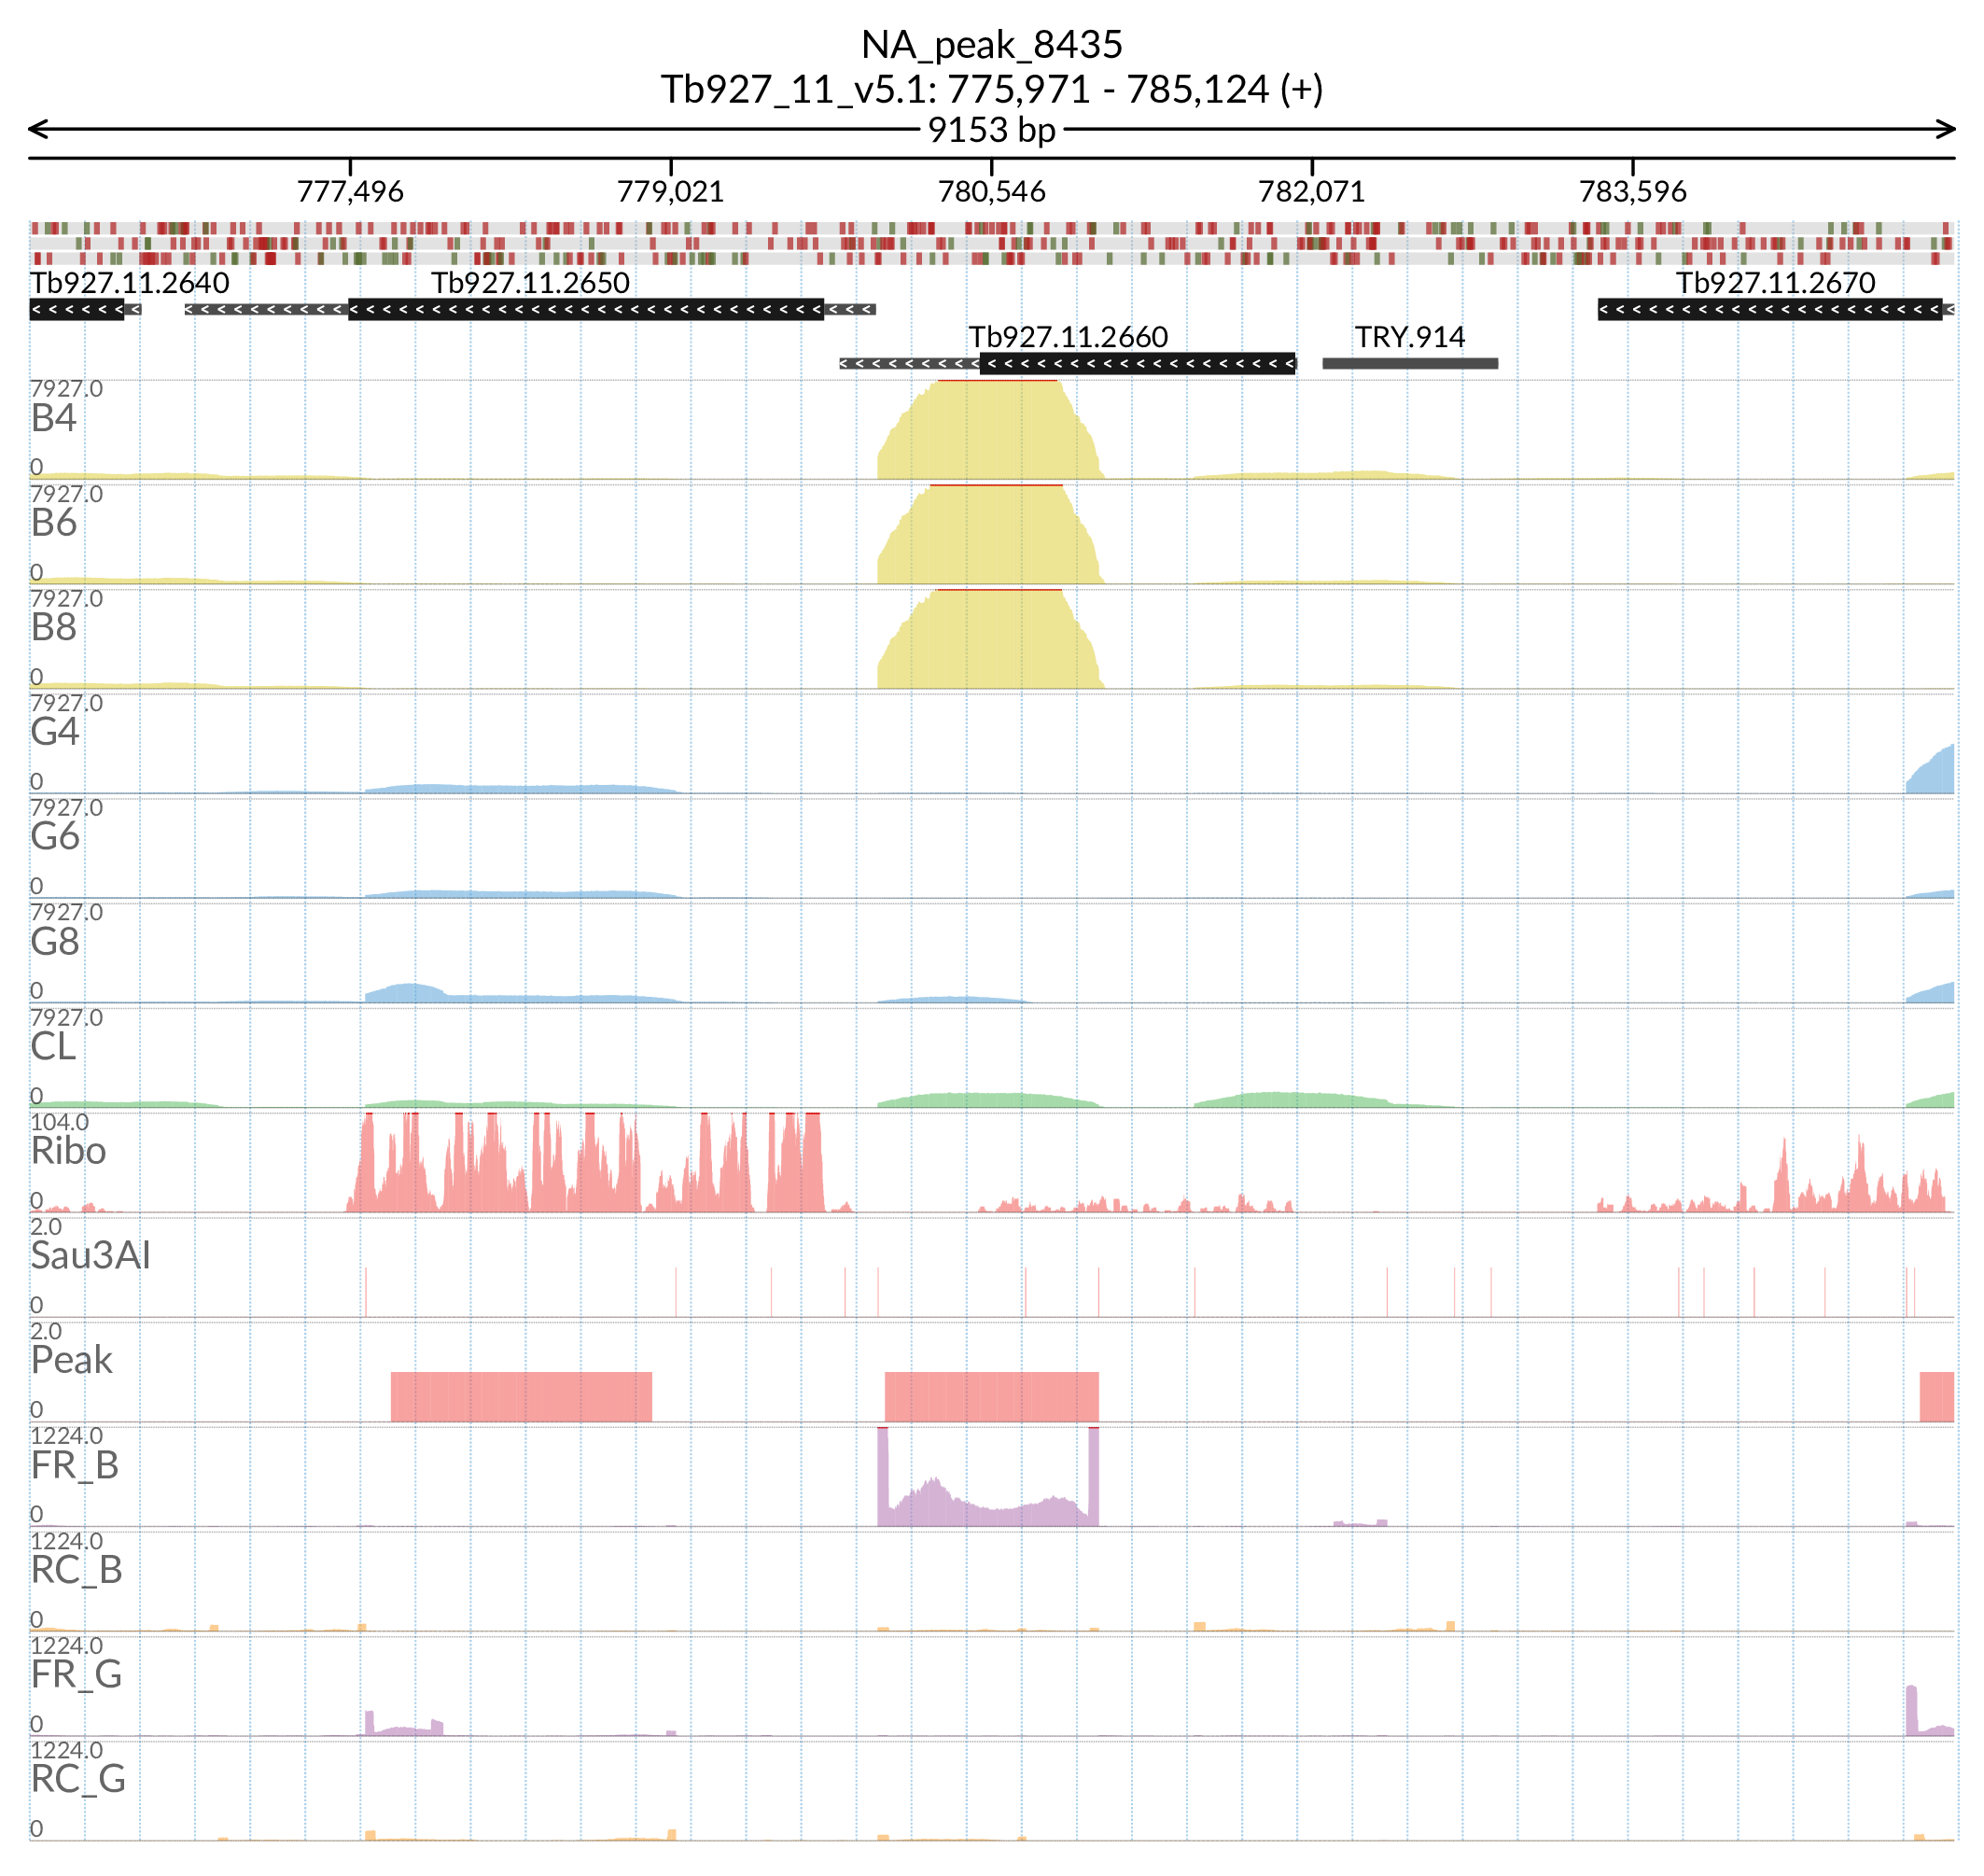 NA_peak_8435
Tb927_11_v5.1: 775,971 - 785,124 (+)
9153 bp
777,496 779,021 780,546 782,071 783,596
Tb927.11.2640 Tb927.11.2650 Tb927.11.2670
Tb927.11.2660 TRY.914
7927.0
B4
0
7927.0
B6
0
7927.0
B8
0
7927.0
G4
0
7927.0
G6
0
7927.0
G8
0
7927.0
CL
0
104.0
Ribo
0
2.0
Sau3AI
0
2.0
Peak
0
1224.0
FR_B
0
1224.0
RC_B
0
1224.0
FR_G
0
1224.0
RC_G
0